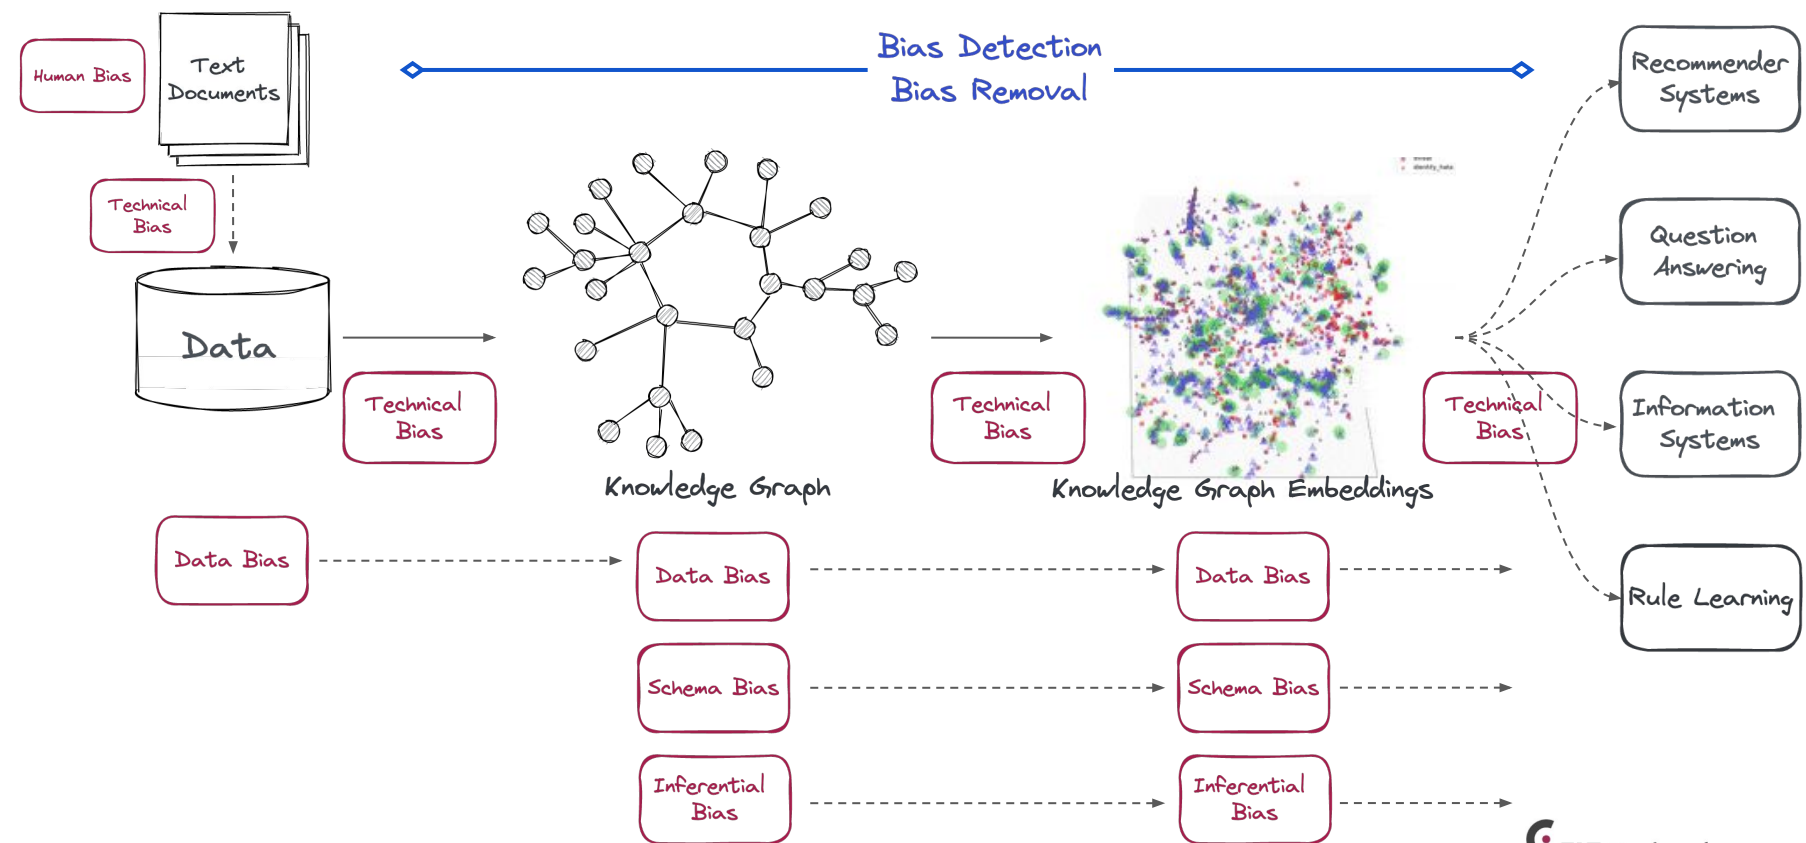 Human Bias
Text
Documents
Bias Detection
Bias Removal
Recommender
Systems
Technical
Bias
Question
Answering
Data
Technical
Bias
Technical
Bias
Technical
Bias
Information
Systems
Knowledge Graph
Knowledge Graph Embeddings
Data Bias
Data Bias
Data Bias
Rule Learning
Schema Bias
Schema Bias
Inferential
Bias
Inferential
Bias